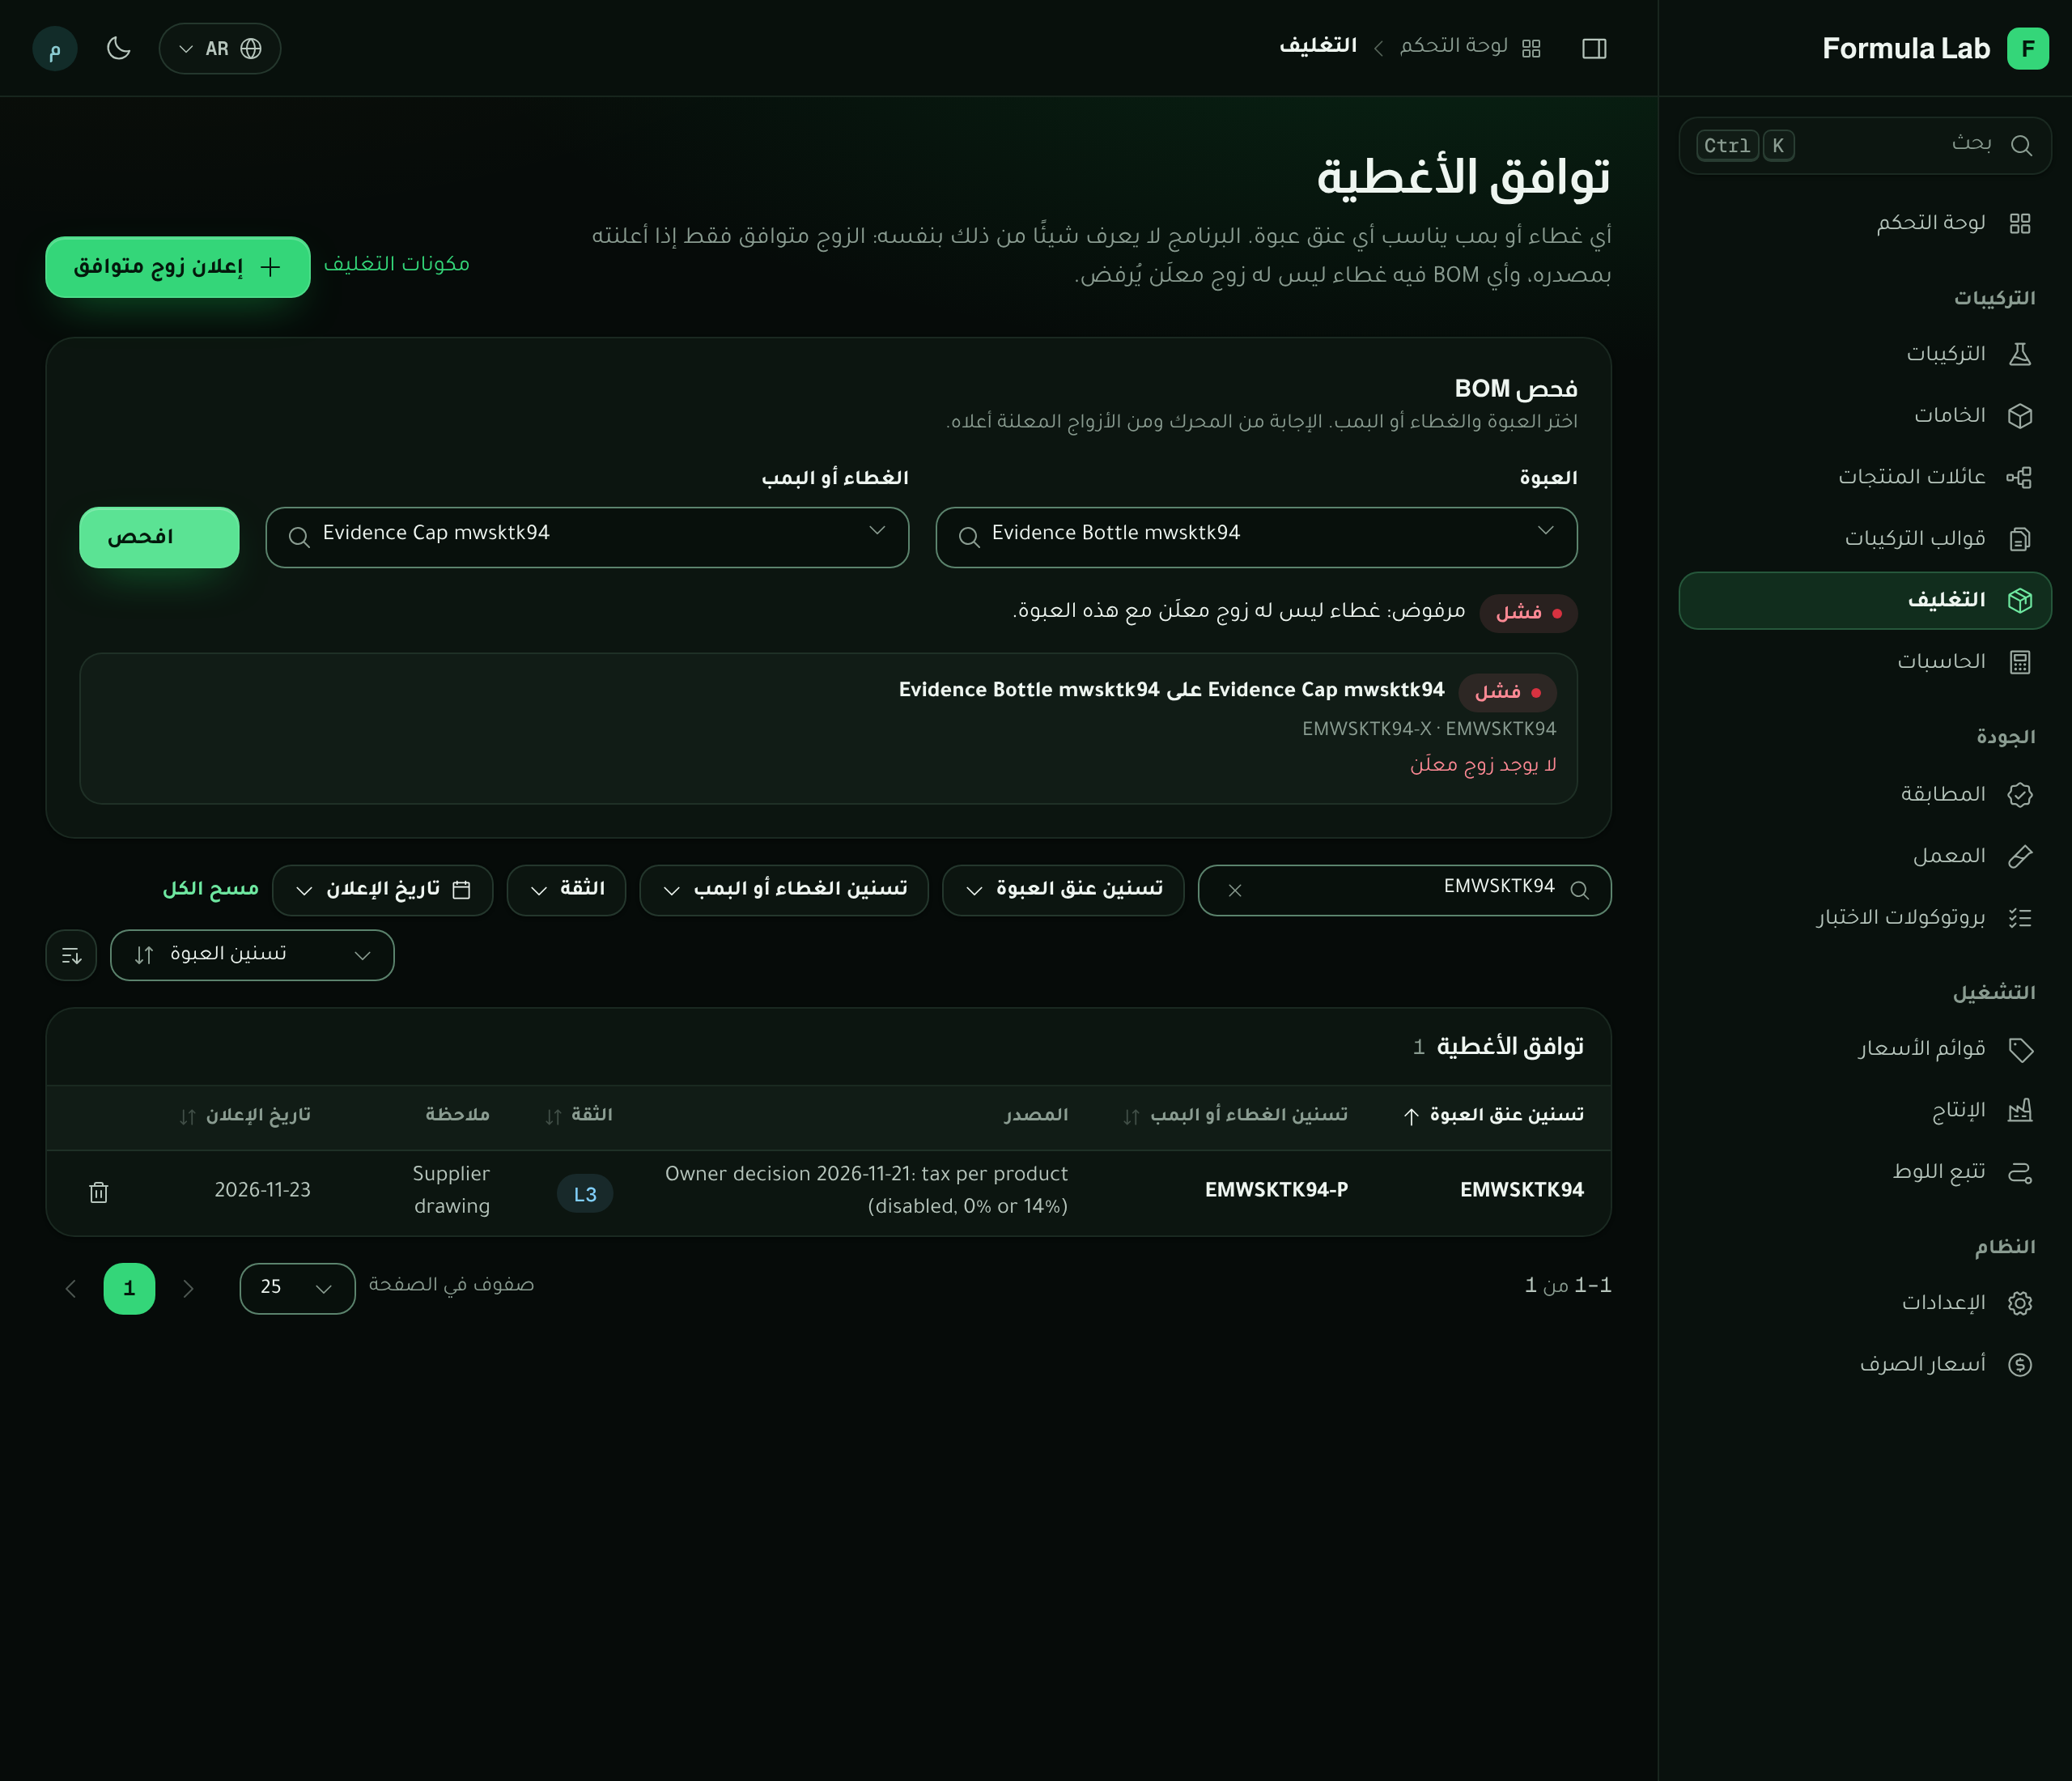 F Formula Lab
بحث Ctrl K
لوحة التحكم
التركيبات
التركيبات
الخامات
عائلات المنتجات
قوالب التركيبات
التغليف
الحاسبات
الجودة
المطابقة
المعمل
بروتوكولات الاختبار
التشغيل
قوائم الأسعار
الإنتاج
تتبع اللوط
النظام
الإعدادات
أسعار الصرف
لوحة التحكم التغليف
AR
م
توافق الأغطية
أي غطاء أو بمب يناسب أي عنق عبوة. البرنامج لا يعرف شيئًا من ذلك بنفسه: الزوج متوافق فقط إذا أعلنته
بمصدره، وأي BOM فيه غطاء ليس له زوج معلَن يُرفض.
مكونات التغليف
إعلان زوج متوافق
فحص BOM
اختر العبوة والغطاء أو البمب. الإجابة من المحرك ومن الأزواج المعلنة أعلاه.
العبوة الغطاء أو البمب
Evidence Bottle mwsktk94 Evidence Cap mwsktk94 افحص
فشل مرفوض: غطاء ليس له زوج معلَن مع هذه العبوة.
فشل Evidence Cap mwsktk94 على Evidence Bottle mwsktk94
EMWSKTK94-X · EMWSKTK94
لا يوجد زوج معلَن
EMWSKTK94 تسنين عنق العبوة تسنين الغطاء أو البمب الثقة تاريخ الإعلان مسح الكل
تسنين العبوة
توافق الأغطية 1
تسنين عنق العبوة تسنين الغطاء أو البمب المصدر الثقة ملاحظة تاريخ الإعلان
EMWSKTK94 EMWSKTK94-P Owner decision 2026-11-21: tax per product (disabled, 0% or 14%) L3 Supplier drawing 2026-11-23
1–1 من 1
صفوف في الصفحة 25
1